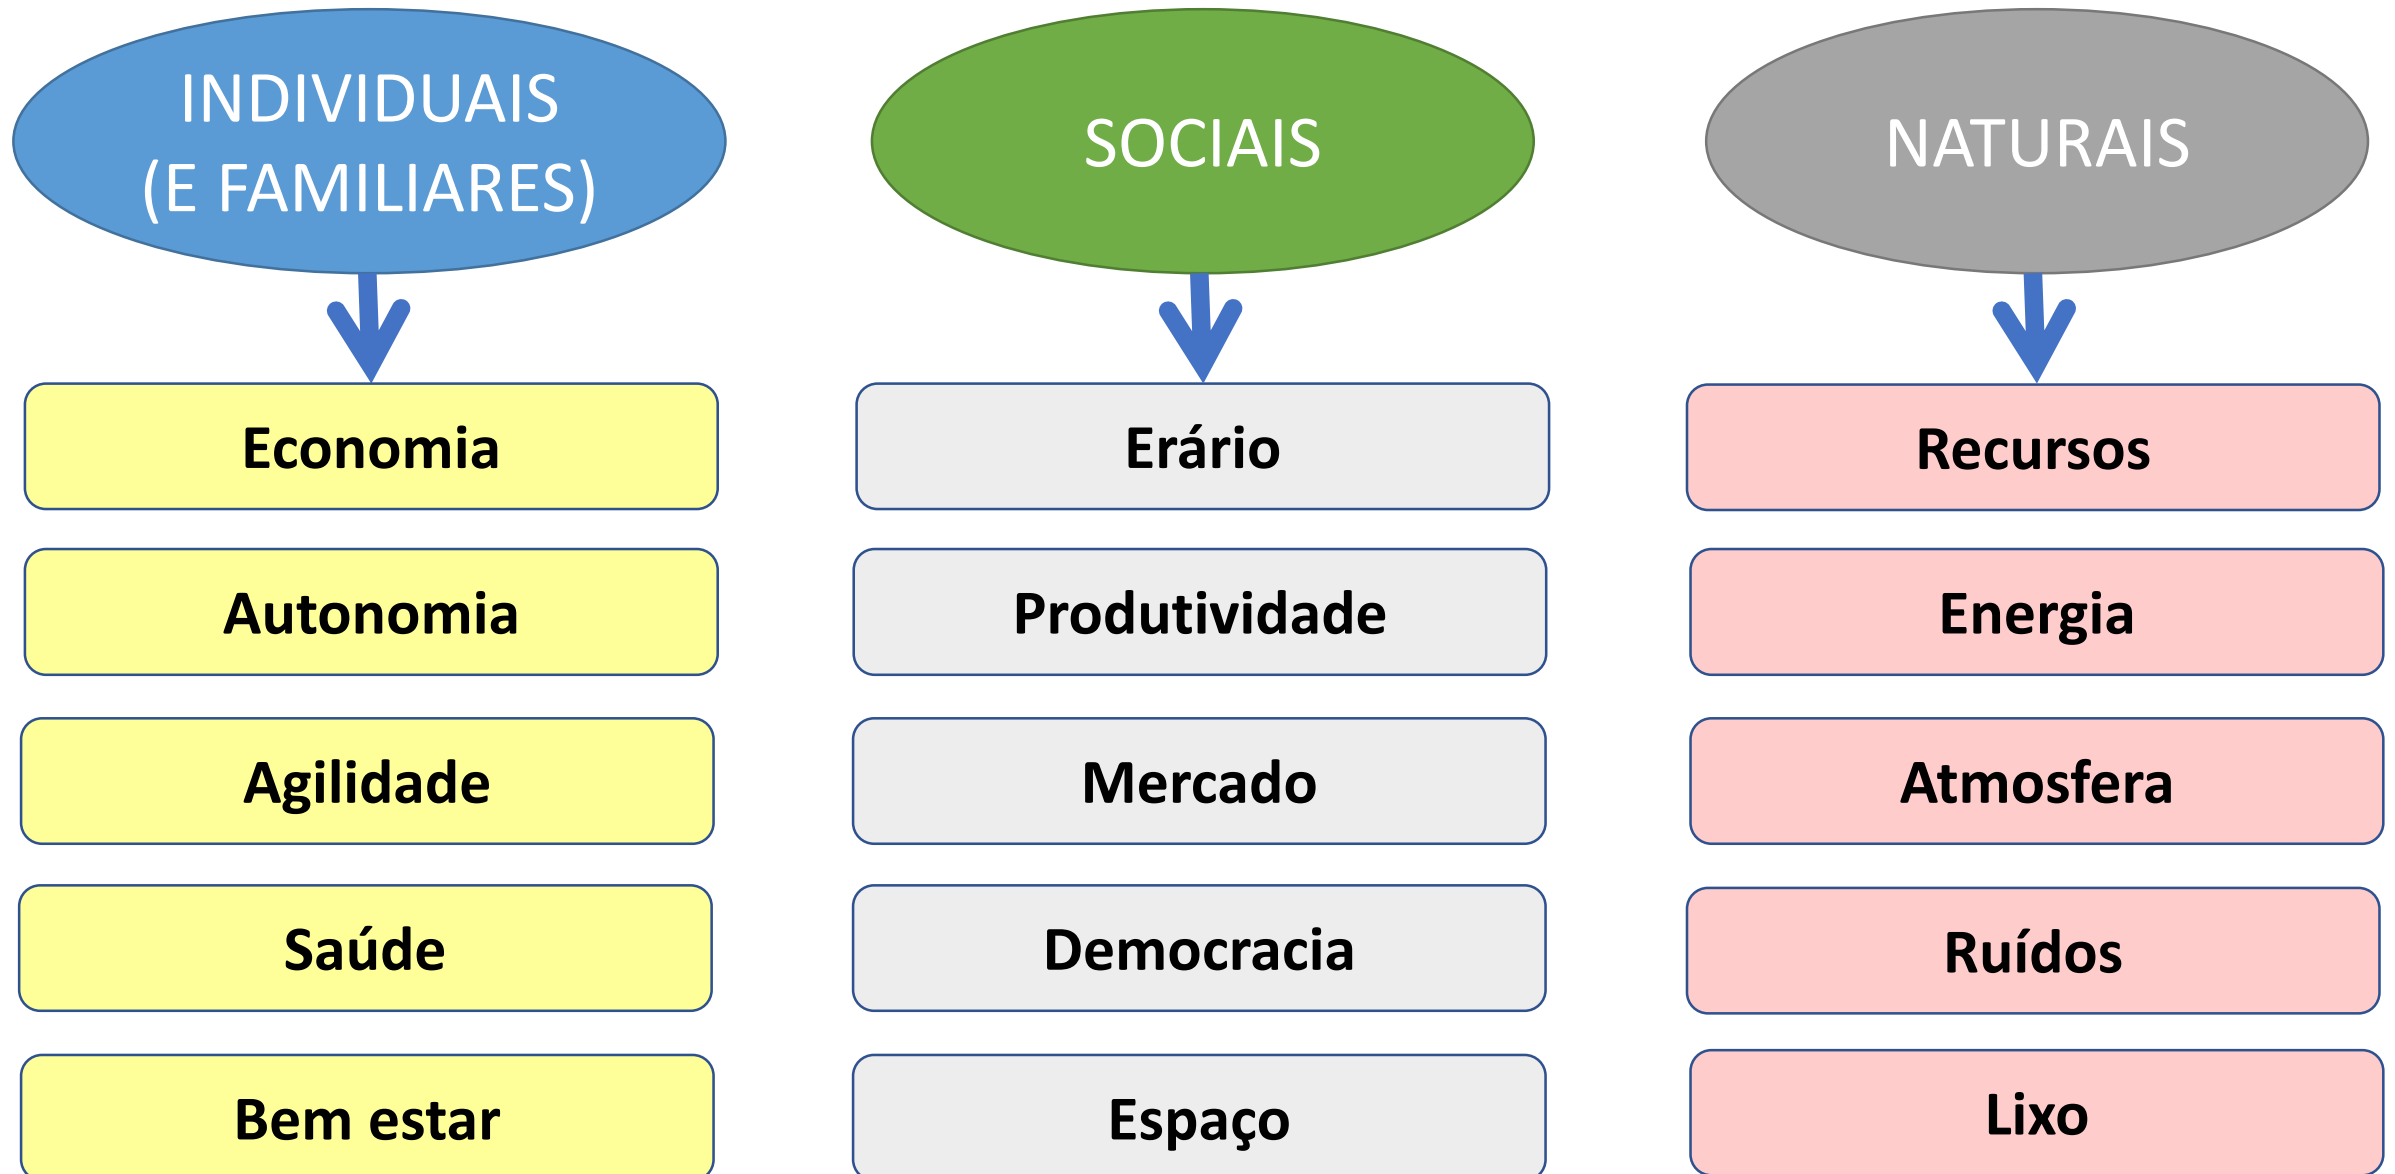 INDIVIDUAIS
(E FAMILIARES)
Economia
Autonomia
Agilidade
Saúde
Bem estar
SOCIAIS
Erário
Produtividade
Mercado
Democracia
Espaço
NATURAIS
Recursos
Energia
Atmosfera
Ruídos
Lixo